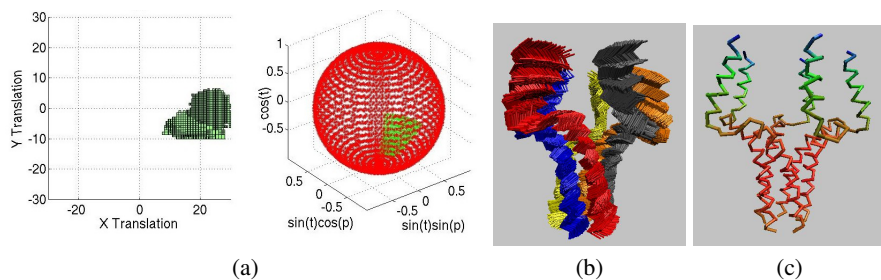 30
20
10
0
-10
-20
-30
Y Translation
-20
0
20
X Translation
1
0.5
0
-0.5
cos(t)
0.5
0
-0.5
sin(t)cos(p)
-0.5
0
0.5
sin(t)sin(p)
(a)
(b)
(c)